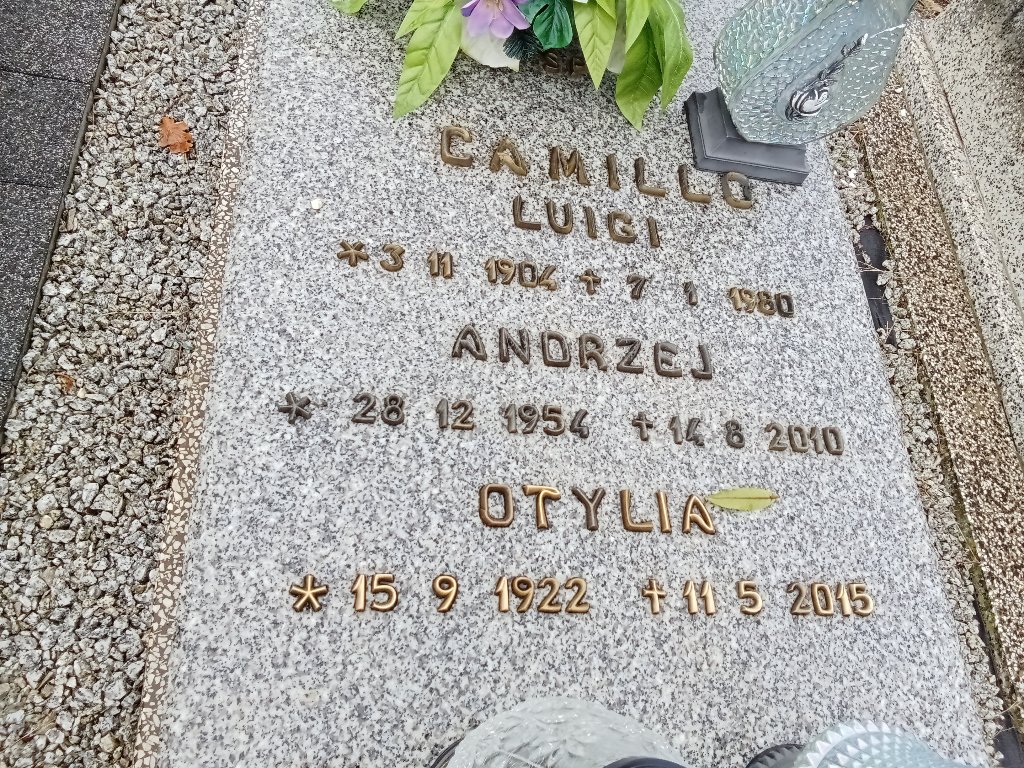 CAMILLO
LUIGI
* 3 11 1904 + 7 1 1980
ANDRZEJ
* 28 12 1954 + 14 8 2010
OTYLIA
* 15 9 1922 + 11 5 2015